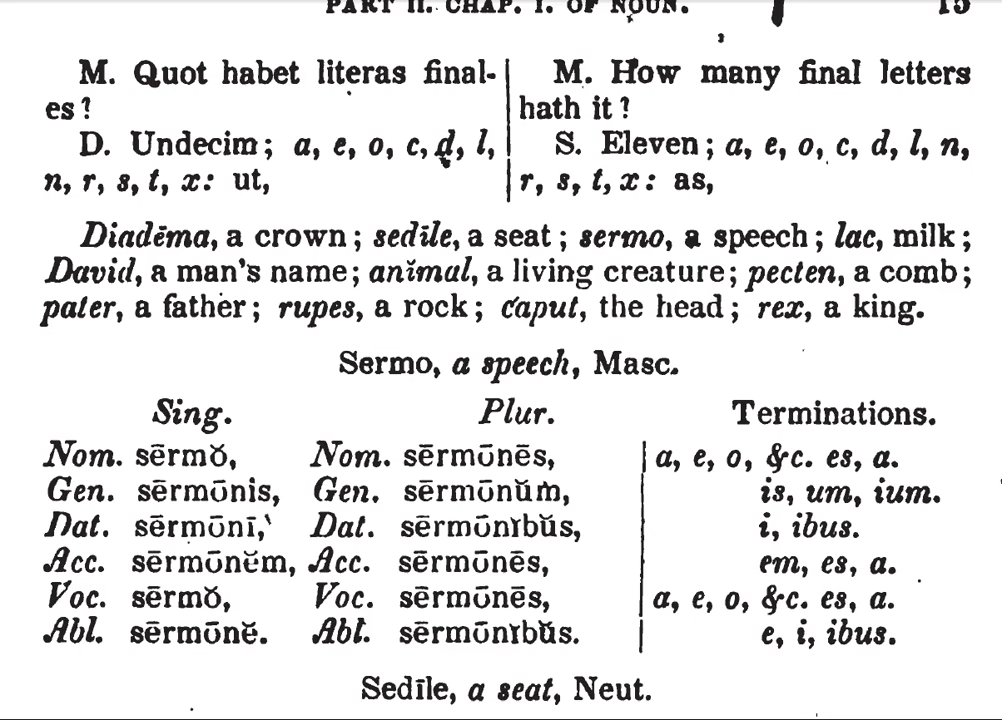 PART II. CHAP. I. OF NOUN. 15
M. Quot habet literas final-
es?
D. Undecim; a, e, o, c, d, l,
n, r, s, t, x: ut,
M. How many final letters
hath it?
S. Eleven; a, e, o, c, d, l, n,
r, s, t, x: as,
Diadēma, a crown; sedīle, a seat; sermo, a speech; lac, milk;
David, a man's name; anĭmal, a living creature; pecten, a comb;
pater, a father; rupes, a rock; caput, the head; rex, a king.
Sermo, a speech, Masc.
Sing. Plur. Terminations.
Nom. sērmŏ, Nom. sērmōnēs, a, e, o, &c. es, a.
Gen. sērmōnis, Gen. sērmōnŭm, is, um, ium.
Dat. sērmōnī, Dat. sērmōnĭbŭs, i, ibus.
Acc. sērmōnĕm, Acc. sērmōnēs, em, es, a.
Voc. sērmŏ, Voc. sērmōnēs, a, e, o, &c. es, a.
Abl. sērmōnĕ. Abl. sērmōnĭbŭs. e, i, ibus.
Sedīle, a seat, Neut.